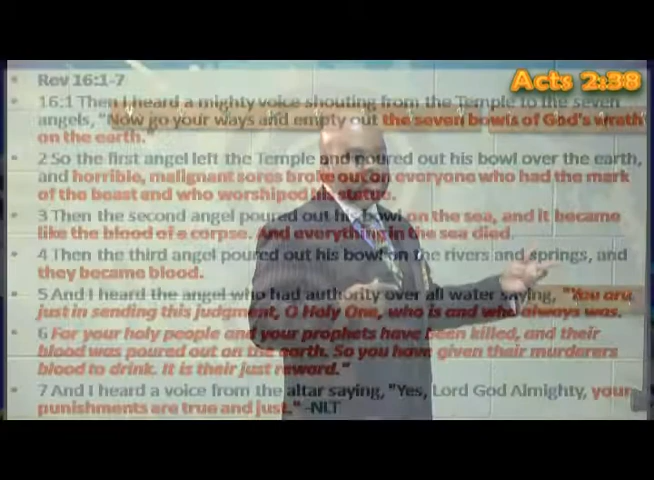 Acts 2:38
Rev 16:1-7
16:1 Then I heard a mighty voice shouting from the Temple to the seven
angels, "Now go your ways and empty out the seven bowls of God's wrath
on the earth."
2 So the first angel left the Temple and poured out his bowl over the earth,
and horrible, malignant sores broke out on everyone who had the mark
of the beast and who worshiped his statue.
3 Then the second angel poured out his bowl on the sea, and it became
like the blood of a corpse. And everything in the sea died.
4 Then the third angel poured out his bowl on the rivers and springs, and
they became blood.
5 And I heard the angel who had authority over all water saying, "You are
just in sending this judgment, O Holy One, who is and who always was.
6 For your holy people and your prophets have been killed, and their
blood was poured out on the earth. So you have given their murderers
blood to drink. It is their just reward."
7 And I heard a voice from the altar saying, "Yes, Lord God Almighty, your
punishments are true and just." -NLT